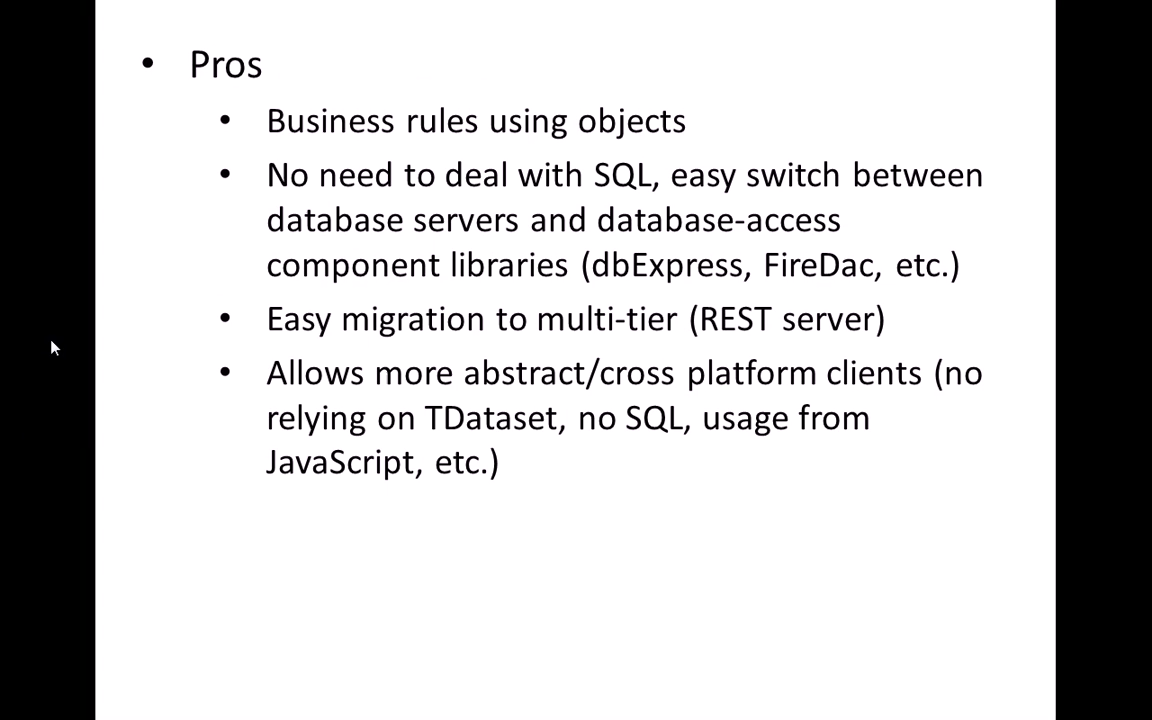 • Pros
• Business rules using objects
• No need to deal with SQL, easy switch between
database servers and database-access
component libraries (dbExpress, FireDac, etc.)
• Easy migration to multi-tier (REST server)
• Allows more abstract/cross platform clients (no
relying on TDataset, no SQL, usage from
JavaScript, etc.)